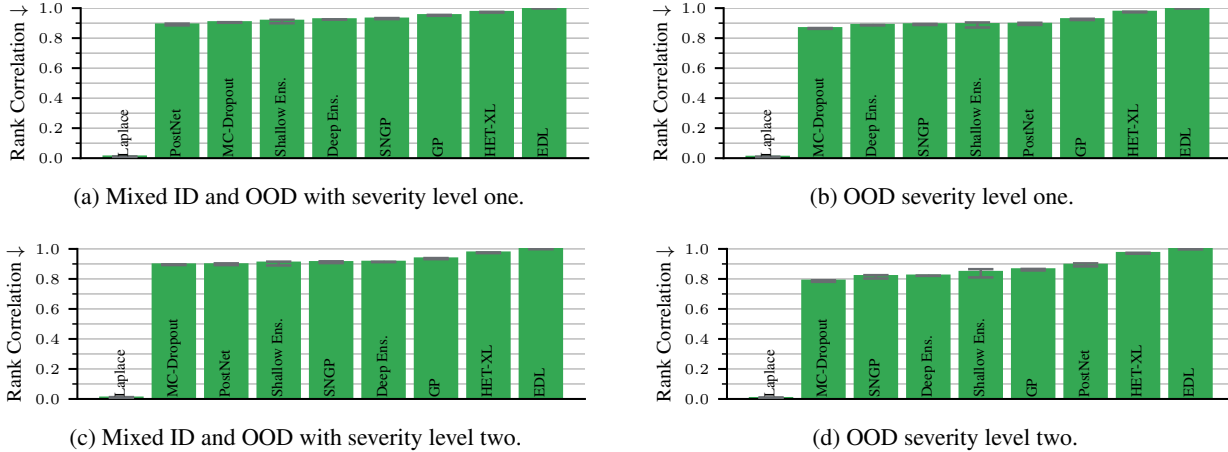 Rank Correlation ↓
1.0
0.8
0.6
0.4
0.2
0.0
Laplace
PostNet
MC-Dropout
Shallow Ens.
Deep Ens.
SNGP
GP
HET-XL
EDL
(a) Mixed ID and OOD with severity level one.
Rank Correlation ↓
1.0
0.8
0.6
0.4
0.2
0.0
Laplace
MC-Dropout
Deep Ens.
SNGP
Shallow Ens.
PostNet
GP
HET-XL
EDL
(b) OOD severity level one.
Rank Correlation ↓
1.0
0.8
0.6
0.4
0.2
0.0
Laplace
MC-Dropout
PostNet
Shallow Ens.
SNGP
Deep Ens.
GP
HET-XL
EDL
(c) Mixed ID and OOD with severity level two.
Rank Correlation ↓
1.0
0.8
0.6
0.4
0.2
0.0
Laplace
MC-Dropout
SNGP
Deep Ens.
Shallow Ens.
GP
PostNet
HET-XL
EDL
(d) OOD severity level two.